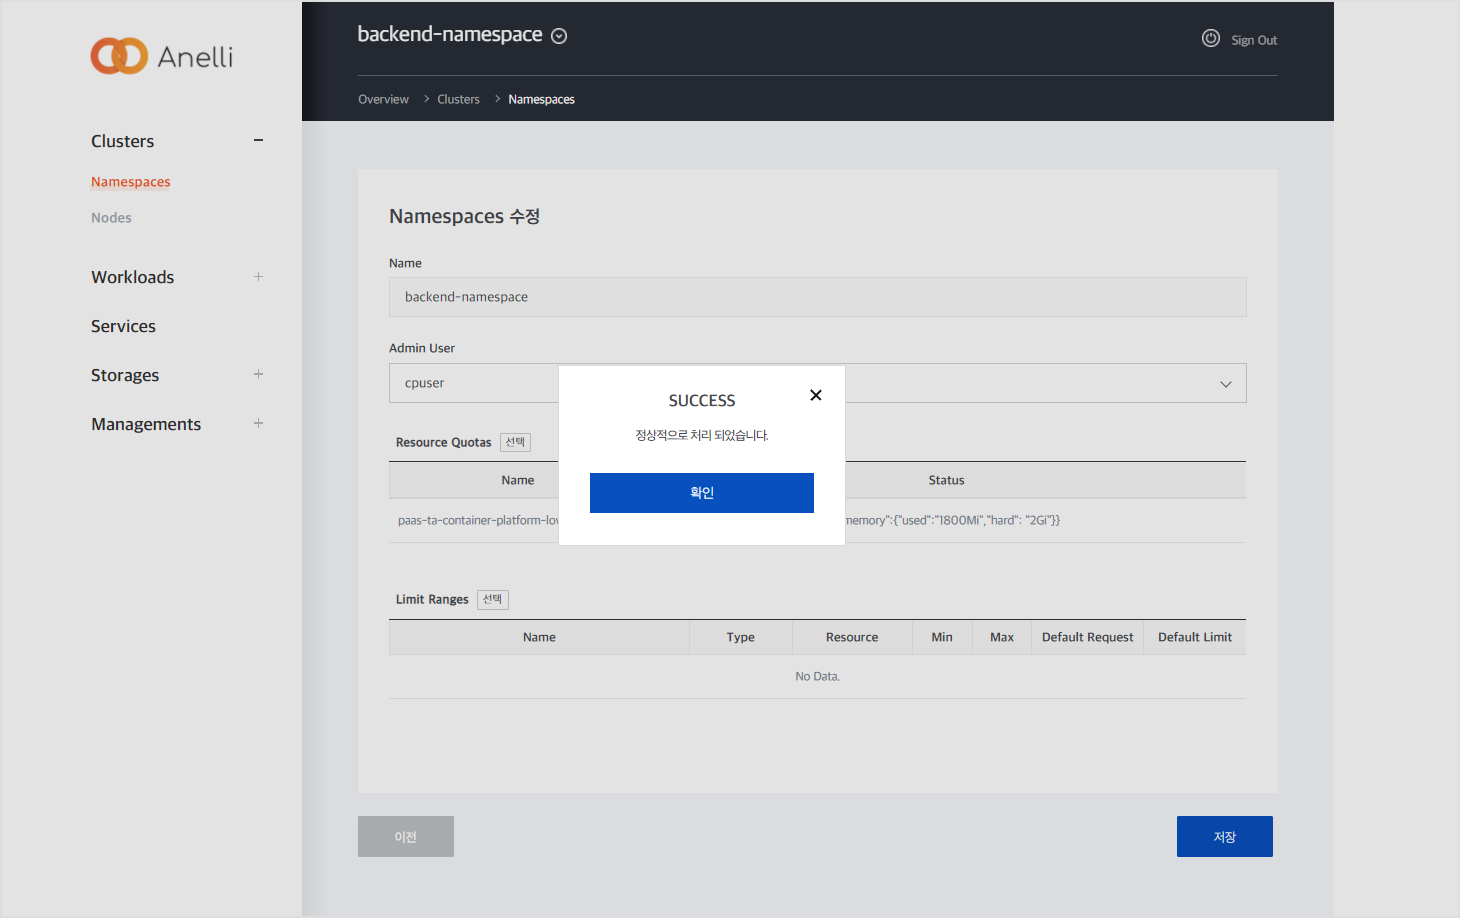 Anelli
Clusters
Namespaces
Nodes
Workloads
Services
Storages
Managements
backend-namespace
Sign Out
Overview > Clusters > Namespaces
Namespaces 수정
Name
backend-namespace
Admin User
cpuser
SUCCESS
정상적으로 처리 되었습니다.
확인
Resource Quotas 선택
Name Status
paas-ta-container-platform-lo memory":{"used":"1800Mi","hard": "2Gi"}}
Limit Ranges 선택
Name Type Resource Min Max Default Request Default Limit
No Data.
이전 저장